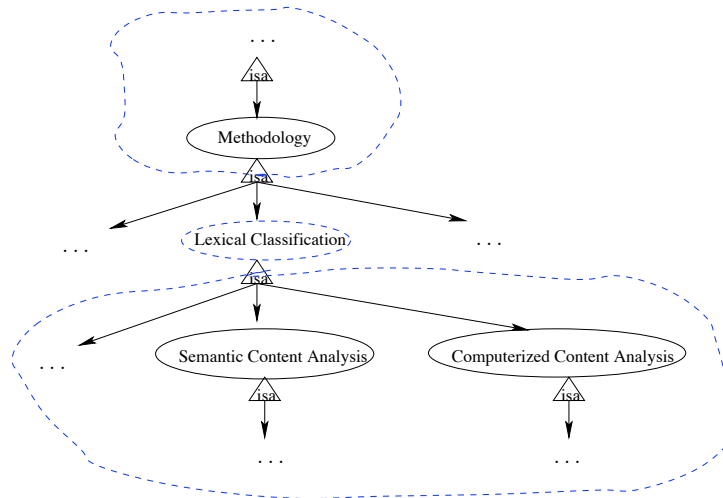 . . .
isa
Methodology
isa
. . .
Lexical Classification
. . .
isa
. . .
Semantic Content Analysis
Computerized Content Analysis
isa
isa
. . .
. . .